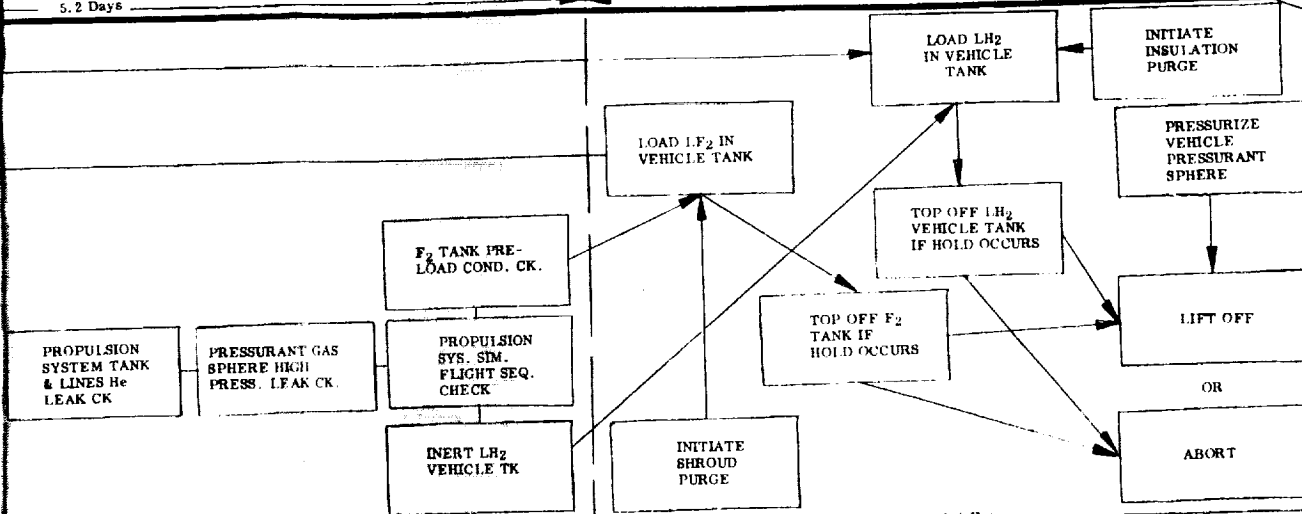 5.2 Days
LOAD LH2
IN VEHICLE
TANK
INITIATE
INSULATION
PURGE
LOAD LF2 IN
VEHICLE TANK
PRESSURIZE
VEHICLE
PRESSURANT
SPHERE
TOP OFF LH2
VEHICLE TANK
IF HOLD OCCURS
F2 TANK PRE-
LOAD COND. CK.
TOP OFF F2
TANK IF
HOLD OCCURS
LIFT OFF
PROPULSION
SYSTEM TANK
& LINES He
LEAK CK
PRESSURANT GAS
SPHERE HIGH
PRESS. LEAK CK.
PROPULSION
SYS. SIM.
FLIGHT SEQ.
CHECK
OR
INERT LH2
VEHICLE TK
INITIATE
SHROUD
PURGE
ABORT